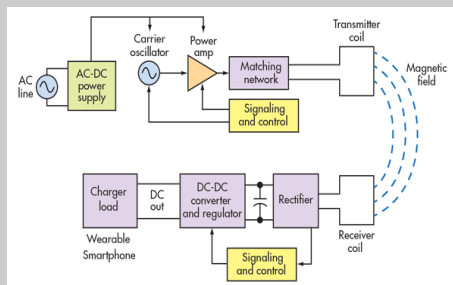 Carrier
oscillator
Power
amp
Transmitter
coil
AC
line
AC-DC
power
supply
Matching
network
Magnetic
field
Signaling
and control
Charger
load
DC
out
DC-DC
converter
and regulator
Rectifier
Wearable
Smartphone
Receiver
coil
Signaling
and control